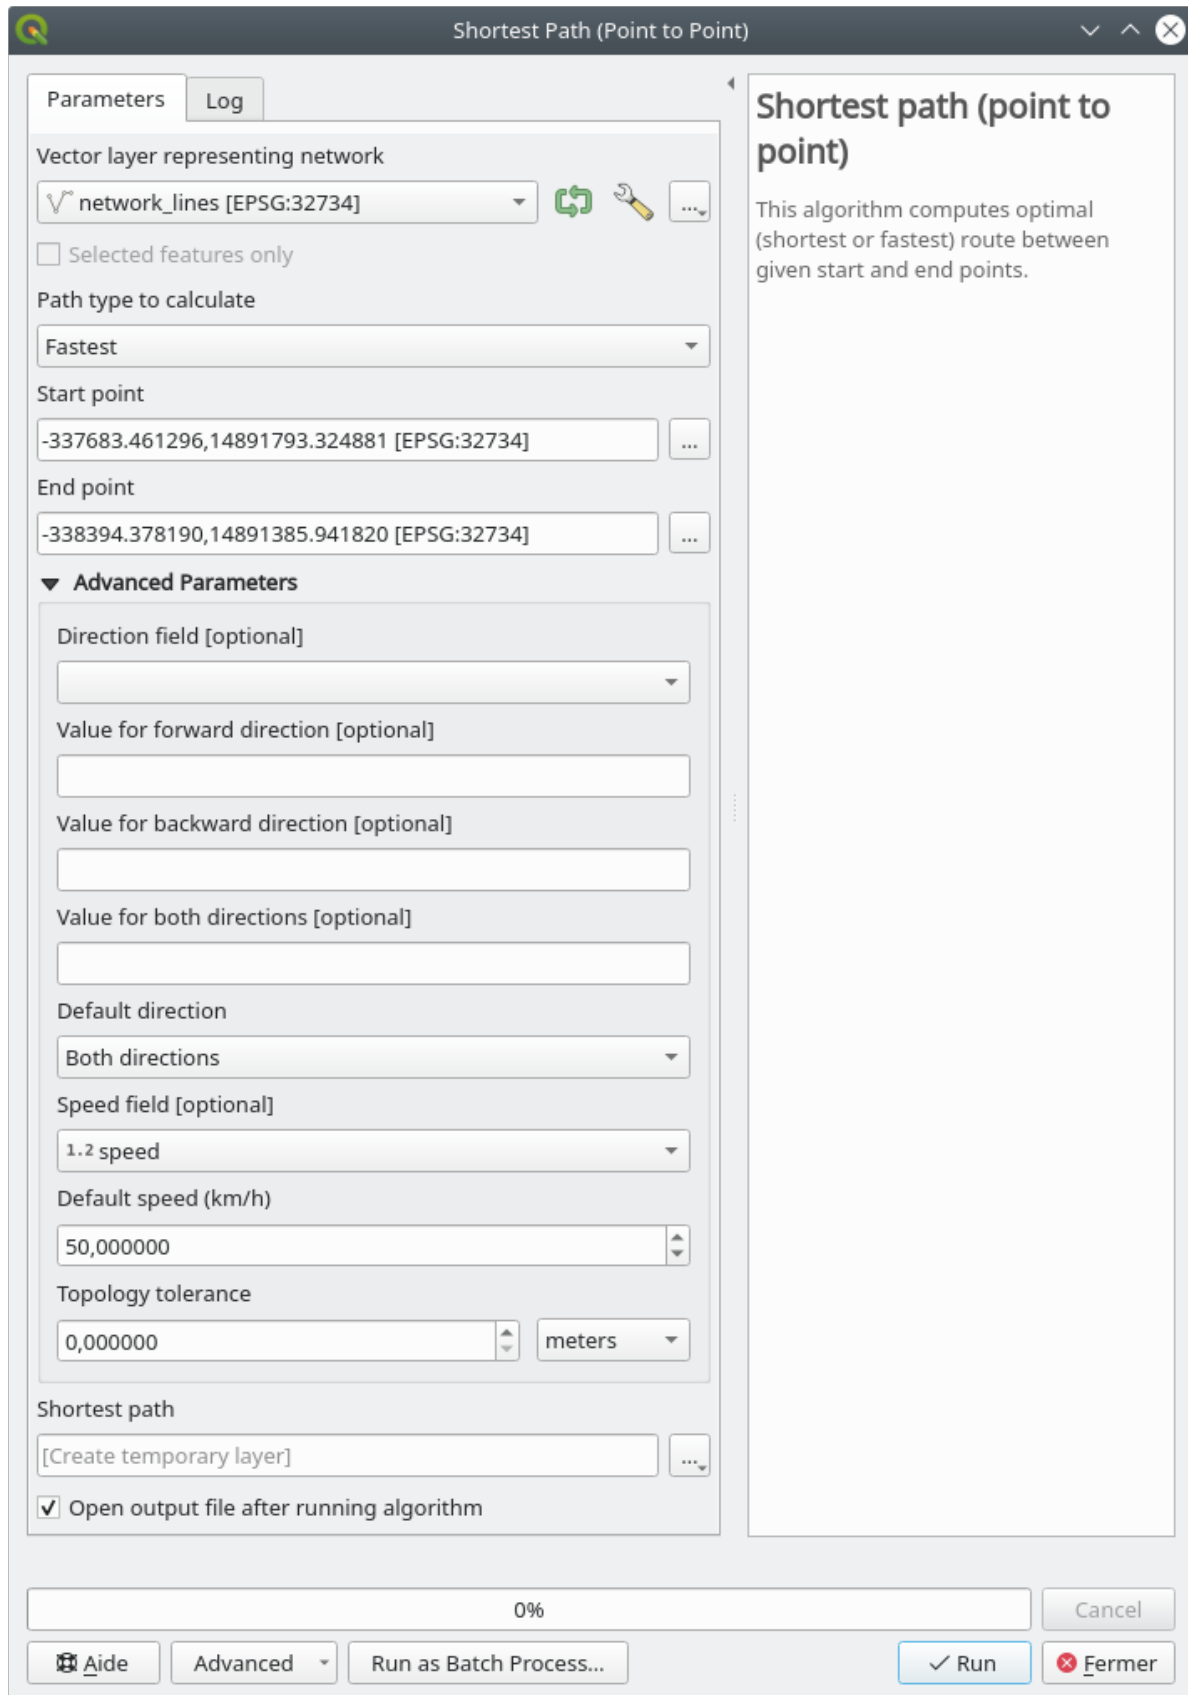 Shortest Path (Point to Point)
Parameters
Log
Vector layer representing network
network_lines [EPSG:32734]
...
Selected features only
Path type to calculate
Fastest
Start point
-337683.461296,14891793.324881 [EPSG:32734]
...
End point
-338394.378190,14891385.941820 [EPSG:32734]
...
Advanced Parameters
Direction field [optional]
Value for forward direction [optional]
Value for backward direction [optional]
Value for both directions [optional]
Default direction
Both directions
Speed field [optional]
1.2 speed
Default speed (km/h)
50,000000
Topology tolerance
0,000000
meters
Shortest path
[Create temporary layer]
...
Open output file after running algorithm
Shortest path (point to
point)
This algorithm computes optimal
(shortest or fastest) route between
given start and end points.
0%
Cancel
Aide
Advanced
Run as Batch Process...
Run
Fermer